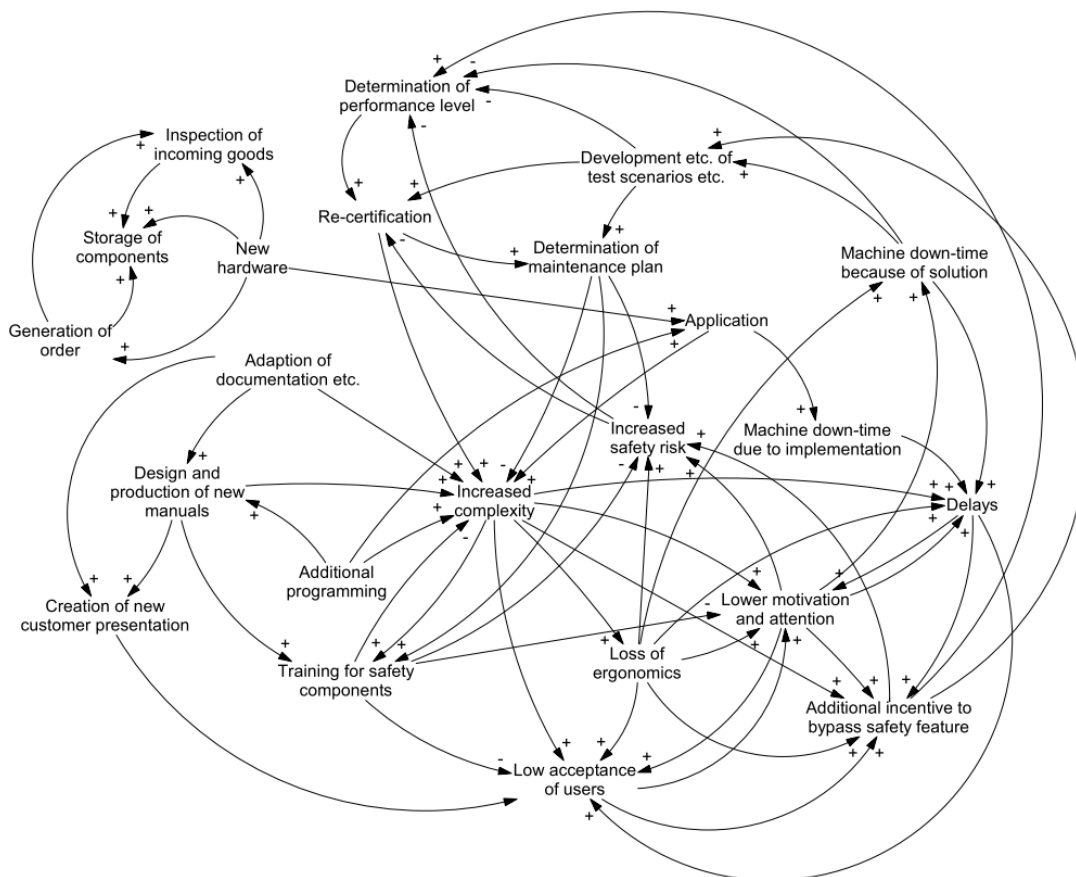 Determination of
performance level
Inspection of
incoming goods
Development etc. of
test scenarios etc.
Re-certification
Storage of
components
New
hardware
Determination of
maintenance plan
Machine down-time
because of solution
Generation of
order
Application
Adaption of
documentation etc.
Increased
safety risk
Machine down-time
due to implementation
Design and
production of new
manuals
Increased
complexity
Delays
Additional
programming
Creation of new
customer presentation
Lower motivation
and attention
Training for safety
components
Loss of
ergonomics
Additional incentive to
bypass safety feature
Low acceptance
of users